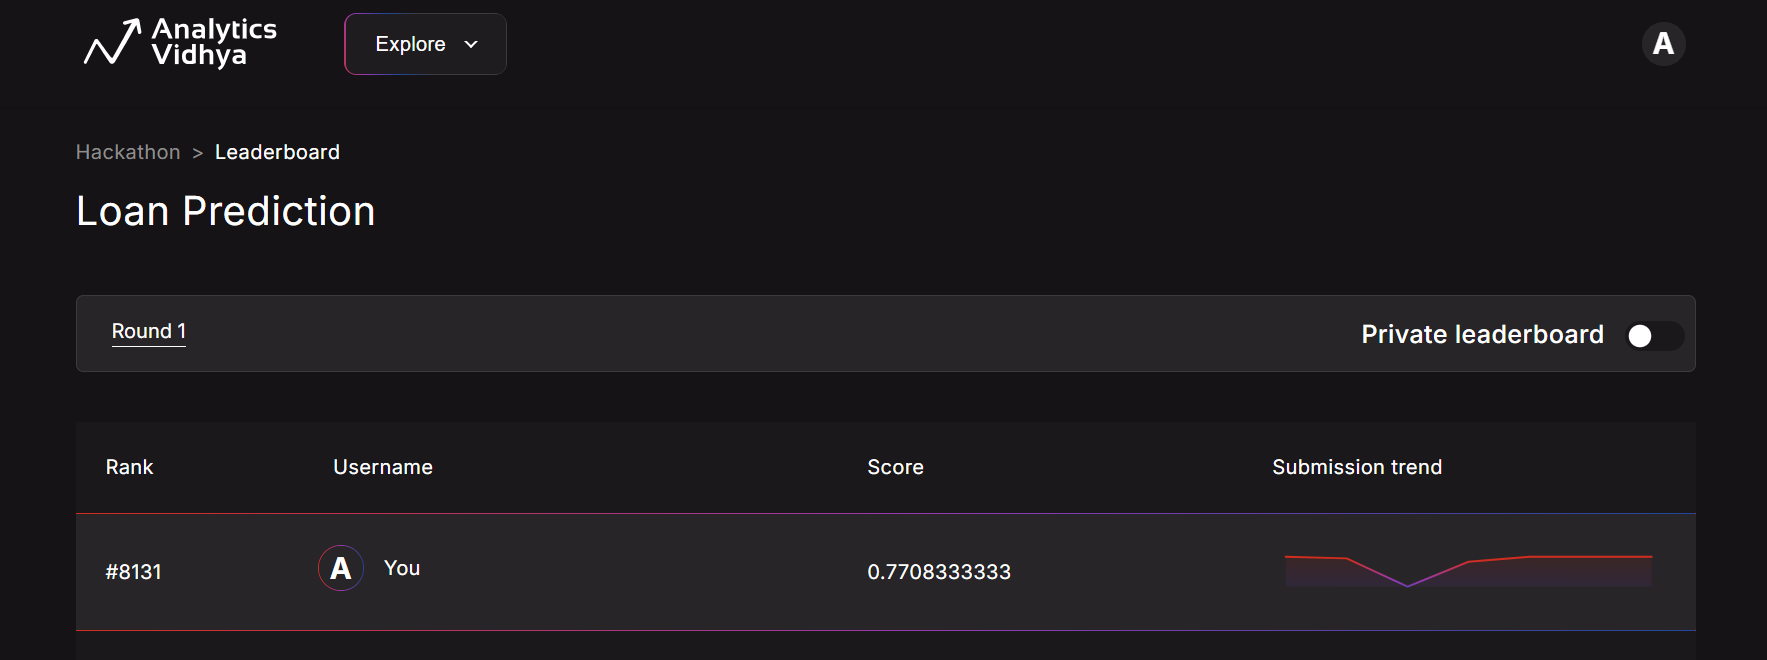 Analytics
Vidhya
Explore
A
Hackathon > Leaderboard
Loan Prediction
Round 1
Private leaderboard
Rank Username Score Submission trend
#8131 A You 0.7708333333